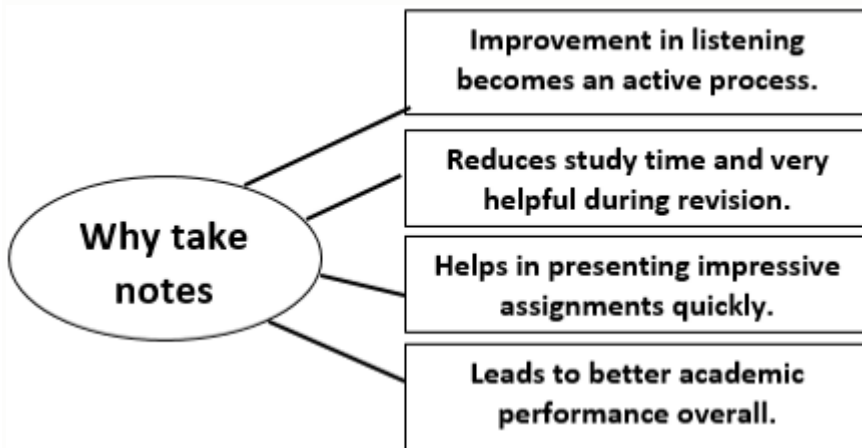 Why take
notes
Improvement in listening
becomes an active process.
Reduces study time and very
helpful during revision.
Helps in presenting impressive
assignments quickly.
Leads to better academic
performance overall.